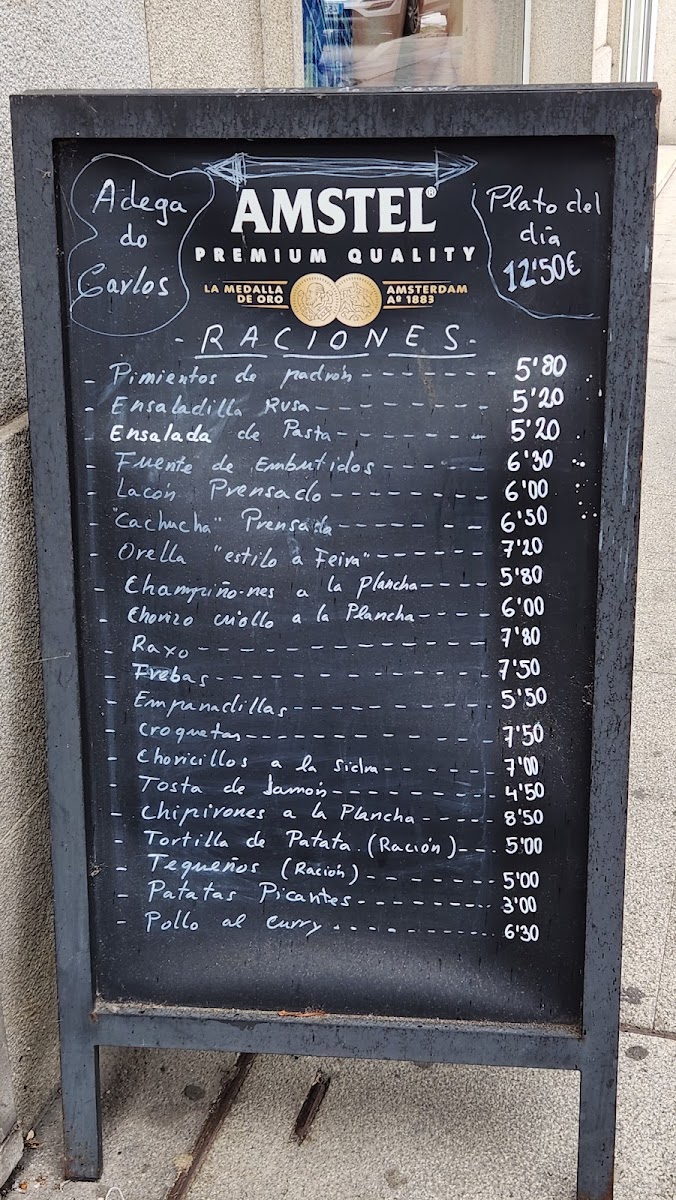 Adega
do
Carlos
AMSTEL®
PREMIUM QUALITY
LA MEDALLA
DE ORO
AMSTERDAM
Aº 1883
Plato del
día
12'50€
- RACIONES -
- Pimientos de padrón - - - - - - - 5'80
- Ensaladilla Rusa - - - - - - - - - 5'20
- Ensalada de Pasta - - - - - - - - 5'20
- Fuente de Embutidos - - - - - - 6'30
- Lacón Prensado - - - - - - - - - 6'00
- "Cachucha" Prensada - - - - - - 6'50
- Orella "estilo a Feira" - - - - - - 7'20
- Champiño-nes a la plancha - - - - 5'80
- Chorizo criollo a la Plancha - - - - 6'00
- Raxo - - - - - - - - - - - - - 7'80
- Frebas - - - - - - - - - - - - 7'50
- Empanadillas - - - - - - - - - 5'50
- Croquetas - - - - - - - - - - - 7'50
- Choricillos a la sidra - - - - - - 7'00
- Tosta de Jamón - - - - - - - - 4'50
- Chipirones a la Plancha - - - - 8'50
- Tortilla de Patata (Ración) - - - 5'00
- Tequeños (Ración) - - - - - - - 5'00
- Patatas Picantes - - - - - - - - 3'00
- Pollo al curry - - - - - - - - - 6'30